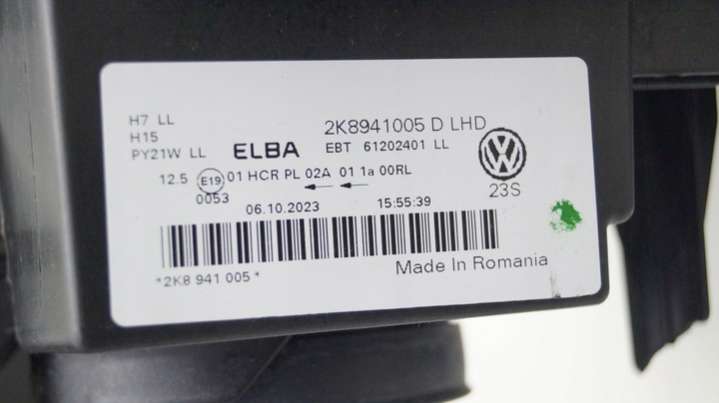 H7 LL
H15
PY21W LL
ELBA
2K8941005 D LHD
EBT 61202401 LL
12.5 E19 01 HCR PL 02A 01 1a 00RL
0053
← ←
23S
06.10.2023 15:55:39
*2K8 941 005*
Made In Romania